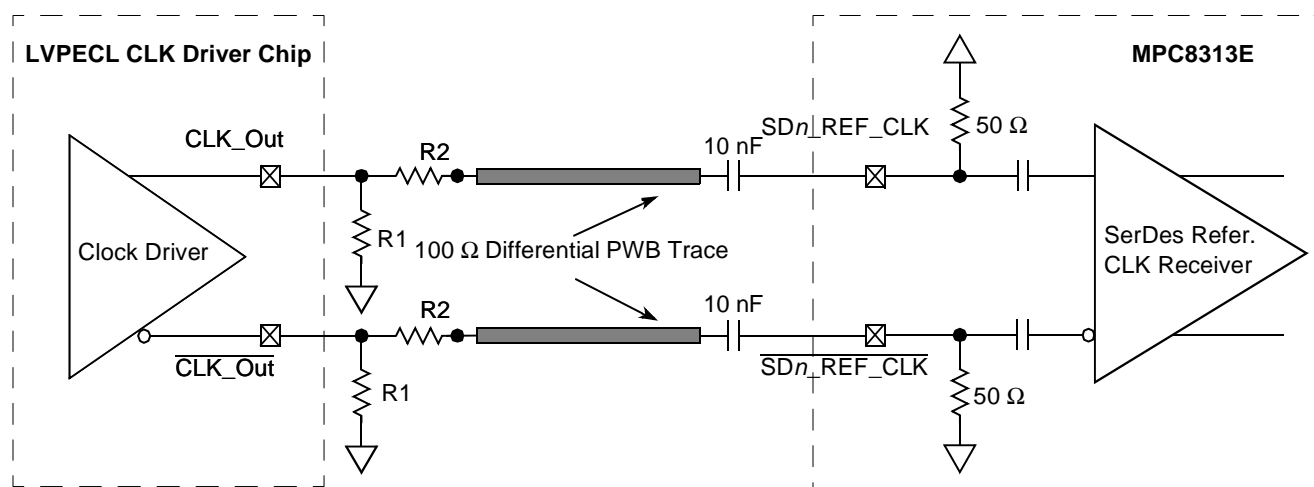 LVPECL CLK Driver Chip
MPC8313E
CLK_Out
R2
10 nF
SDn_REF_CLK
50 Ω
Clock Driver
R1
100 Ω Differential PWB Trace
SerDes Refer.
CLK Receiver
CLK_Out
R2
10 nF
SDn_REF_CLK
R1
50 Ω